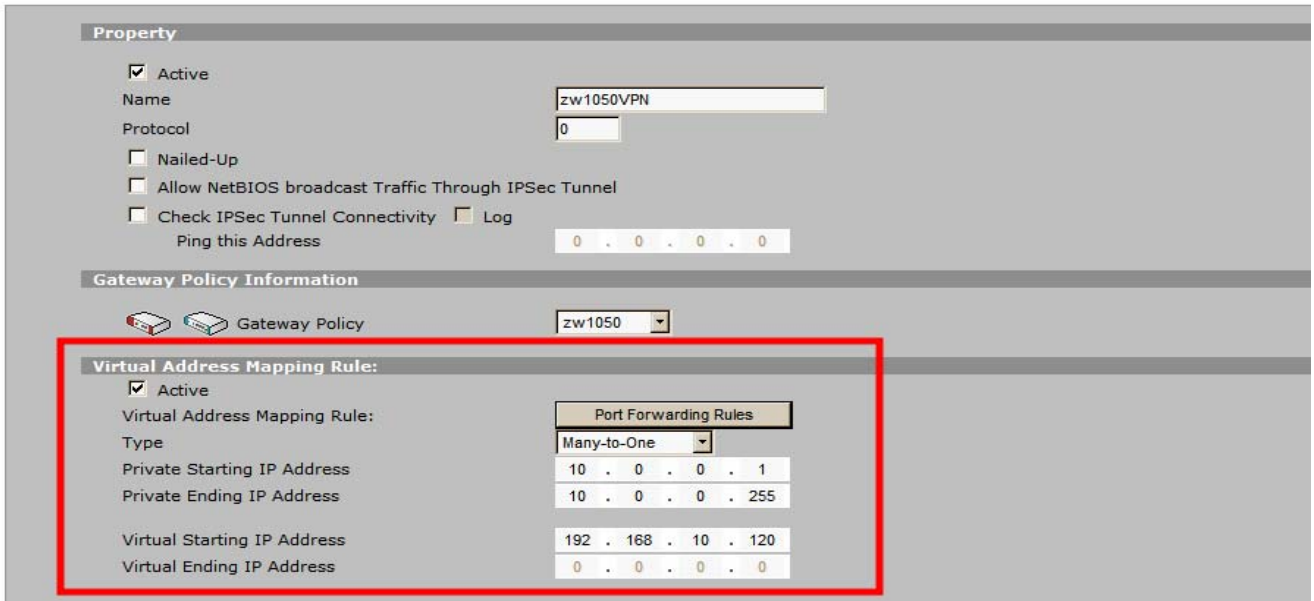 Property
Active
Name zw1050VPN
Protocol 0
Nailed-Up
Allow NetBIOS broadcast Traffic Through IPSec Tunnel
Check IPSec Tunnel Connectivity Log
Ping this Address 0 . 0 . 0 . 0
Gateway Policy Information
Gateway Policy zw1050
Virtual Address Mapping Rule:
Active
Virtual Address Mapping Rule: Port Forwarding Rules
Type Many-to-One
Private Starting IP Address 10 . 0 . 0 . 1
Private Ending IP Address 10 . 0 . 0 . 255
Virtual Starting IP Address 192 . 168 . 10 . 120
Virtual Ending IP Address 0 . 0 . 0 . 0